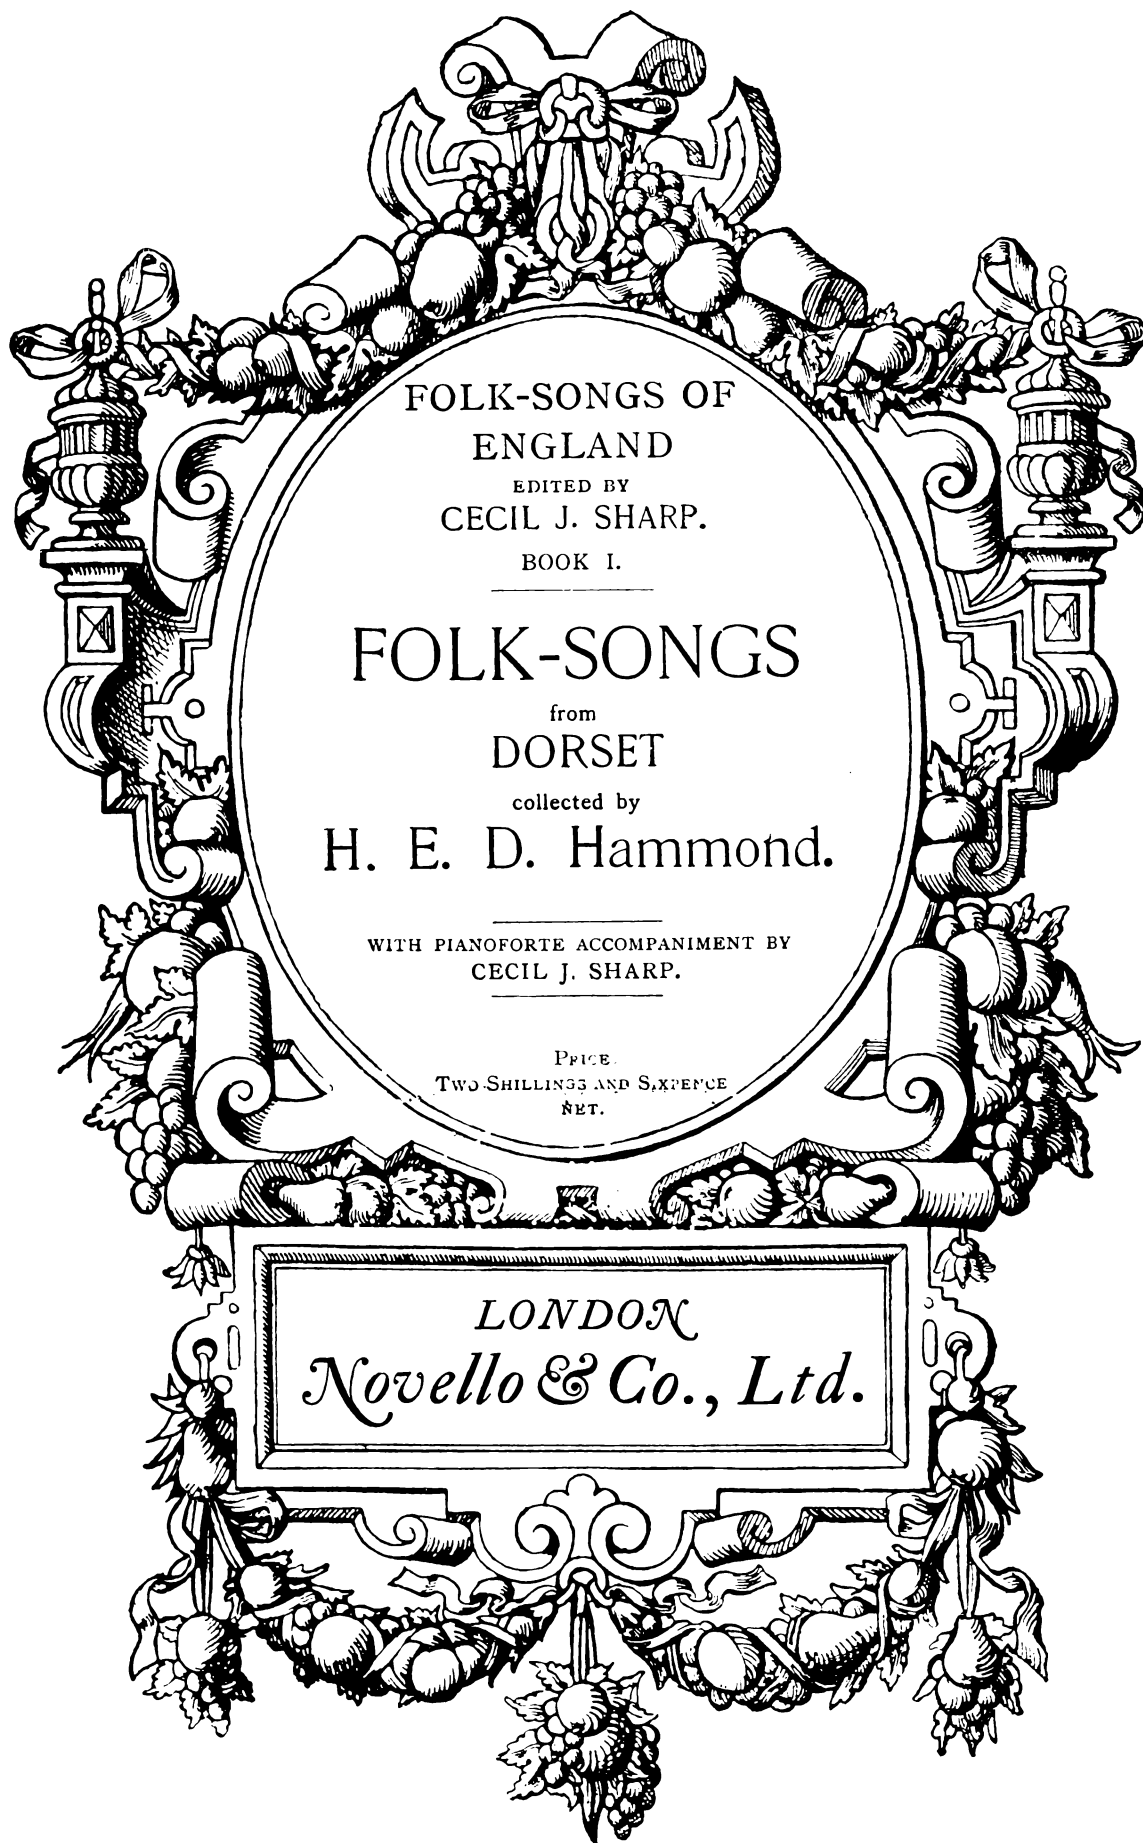 FOLK-SONGS OF
ENGLAND
EDITED BY
CECIL J. SHARP.
BOOK I.
FOLK-SONGS
from
DORSET
collected by
H. E. D. Hammond.
WITH PIANOFORTE ACCOMPANIMENT BY
CECIL J. SHARP.
PRICE
TWO SHILLINGS AND SIXPENCE
NET.
LONDON
Novello & Co., Ltd.